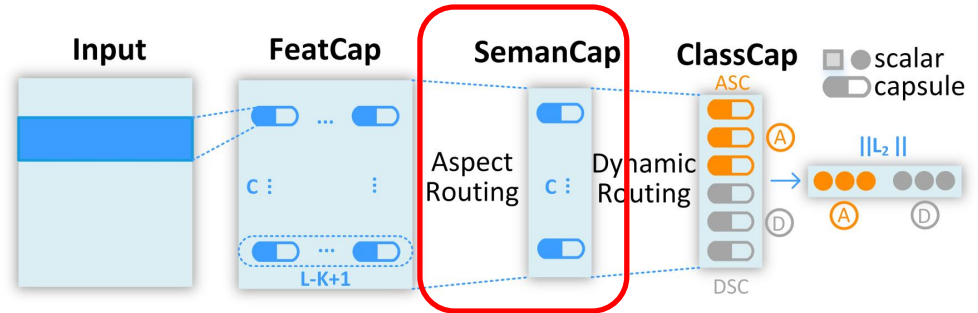 Input
FeatCap
SemanCap
ClassCap
scalar
capsule
ASC
...
A
||L₂ ||
Aspect
Routing
Dynamic
Routing
C ⋮
⋮
C ⋮
A
D
D
...
L-K+1
DSC